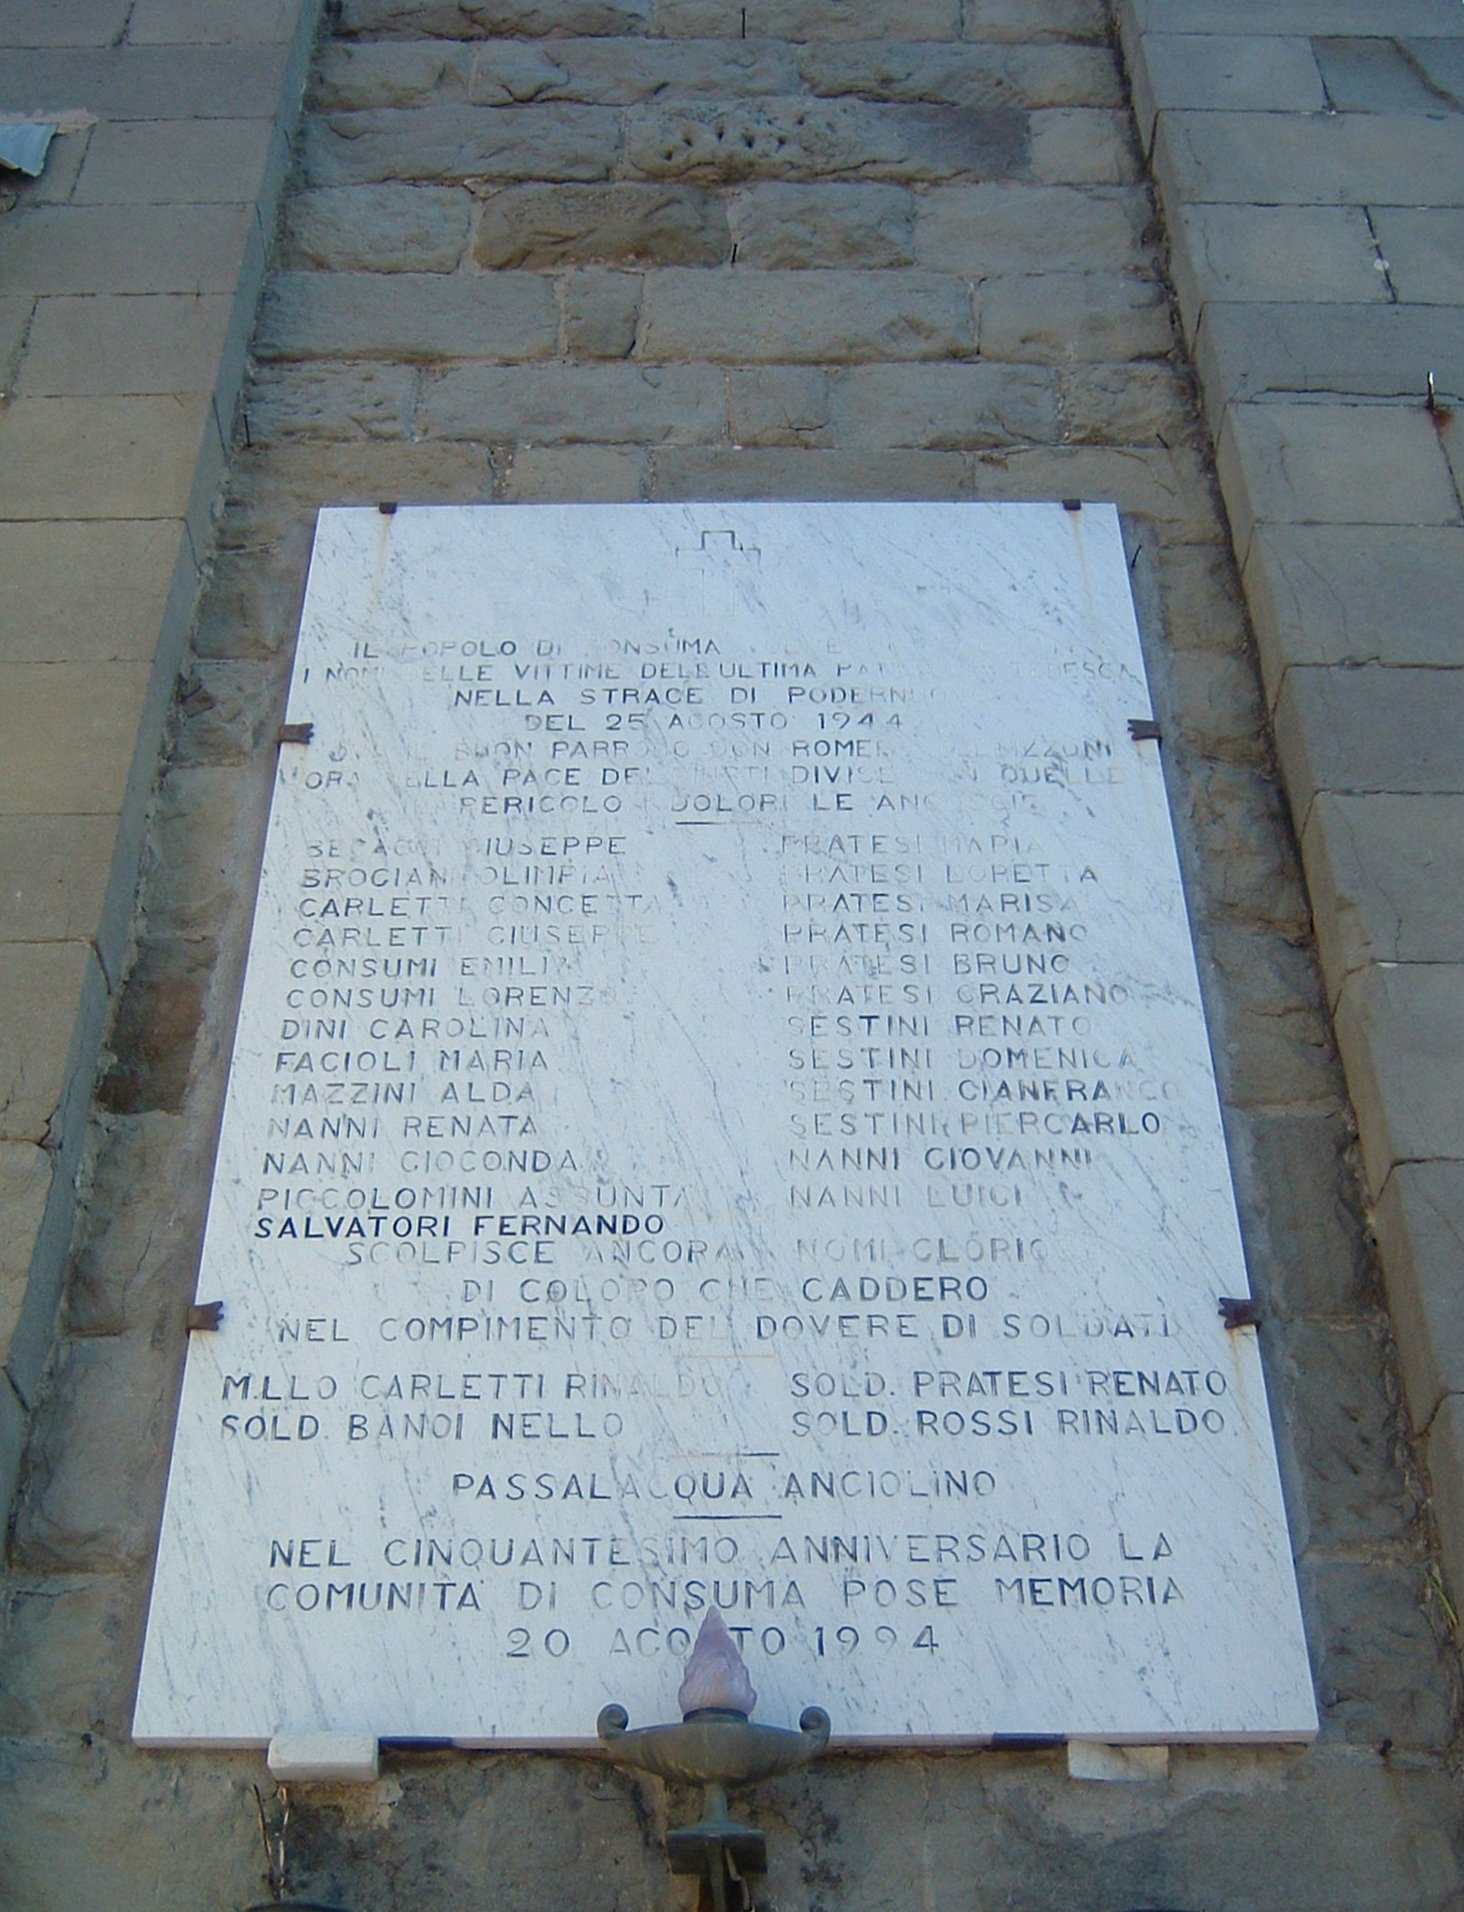 IL POPOLO DI CONSUMA
I NOMI DELLE VITTIME DELL'ULTIMA
NELLA STRAGE DI PODERNUOVO
DEL 25 AGOSTO 1944
BUON PARROCO DON ROMEO
ORA NELLA PACE DEI GIUSTI DIVISE CON QUELLE
PERICOLO I DOLORI LE ANGOSCIE
BECAGLI GIUSEPPE
BROGIANI OLIMPIA
CARLETTI CONCETTA
CARLETTI GIUSEPPE
CONSUMI EMILIA
CONSUMI LORENZO
DINI CAROLINA
FAGIOLI MARIA
MAZZINI ALDA
NANNI RENATA
NANNI GIOCONDA
PICCOLOMINI ASSUNTA
SALVATORI FERNANDO
PRATESI MARIA
PRATESI LORETTA
PRATESI MARISA
PRATESI ROMANO
PRATESI BRUNO
PRATESI GRAZIANO
SESTINI RENATO
SESTINI DOMENICA
SESTINI GIANFRANCO
SESTINI PIERCARLO
NANNI GIOVANNI
NANNI LUIGI
SCOLPISCE ANCORA I NOMI GLORIOSI
DI COLORO CHE CADDERO
NEL COMPIMENTO DEL DOVERE DI SOLDATI
M.LLO CARLETTI RINALDO
SOLD. PRATESI RENATO
SOLD. NELLO
SOLD. ROSSI RINALDO
PASSALACQUA ANGIOLINO
NEL CINQUANTESIMO ANNIVERSARIO LA
COMUNITA' DI CONSUMA POSE MEMORIA
20 AGOSTO 1994